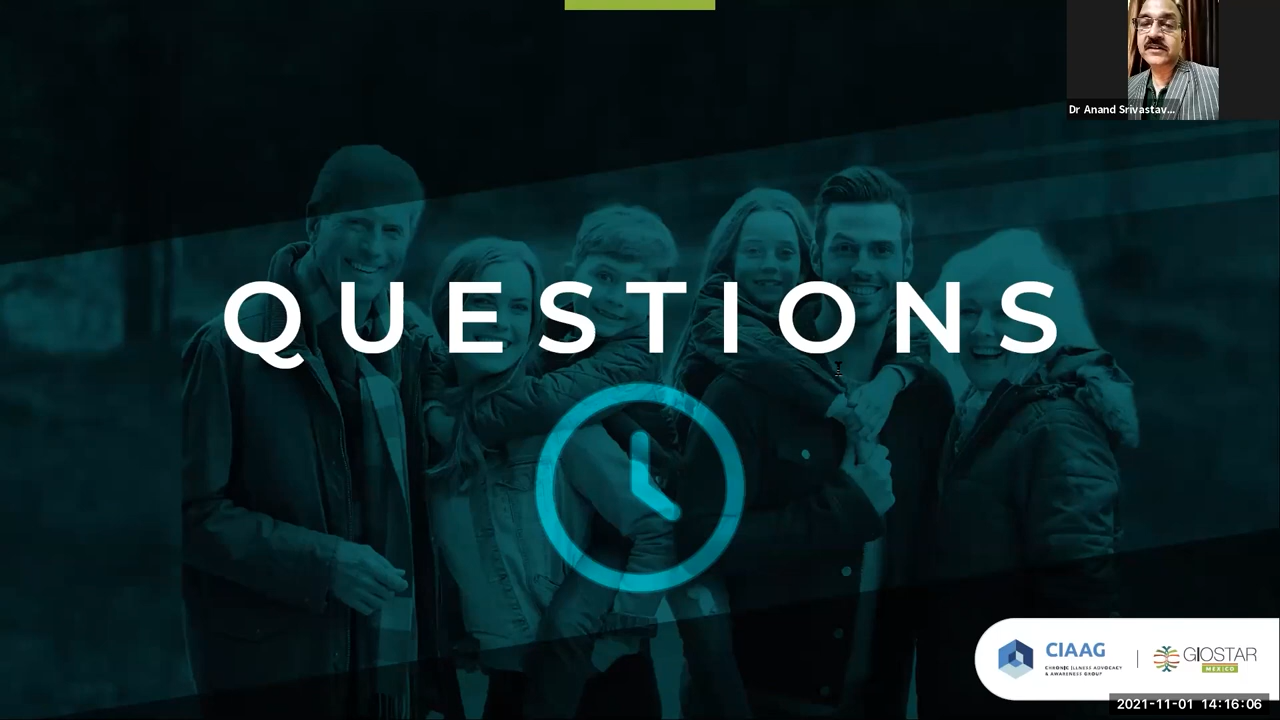 Dr Anand Srivastav...
QUESTIONS
CIAAG
CHRONIC ILLNESS ADVOCACY
& AWARENESS GROUP
GIOSTAR
MEXICO
2021-11-01 14:16:06